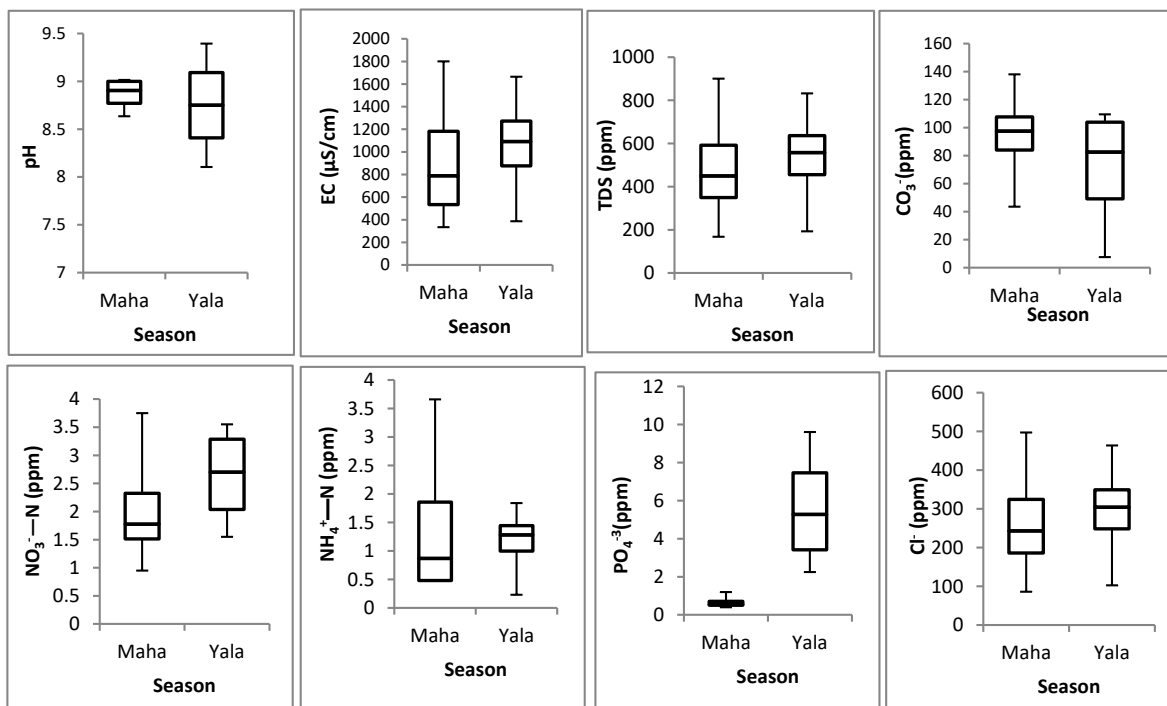 pH
9.5
9
8.5
8
7.5
7
Maha Yala
Season
EC (µS/cm)
2000
1800
1600
1400
1200
1000
800
600
400
200
0
Maha Yala
Season
TDS (ppm)
1000
800
600
400
200
0
Maha Yala
Season
CO₃⁻(ppm)
160
140
120
100
80
60
40
20
0
Maha Yala
Season
NO₃⁻—N (ppm)
4
3.5
3
2.5
2
1.5
1
0.5
0
Maha Yala
Season
NH₄⁺—N (ppm)
4
3.5
3
2.5
2
1.5
1
0.5
0
Maha Yala
Season
PO₄⁻³(ppm)
12
10
8
6
4
2
0
Maha Yala
Season
Cl⁻ (ppm)
600
500
400
300
200
100
0
Maha Yala
Season